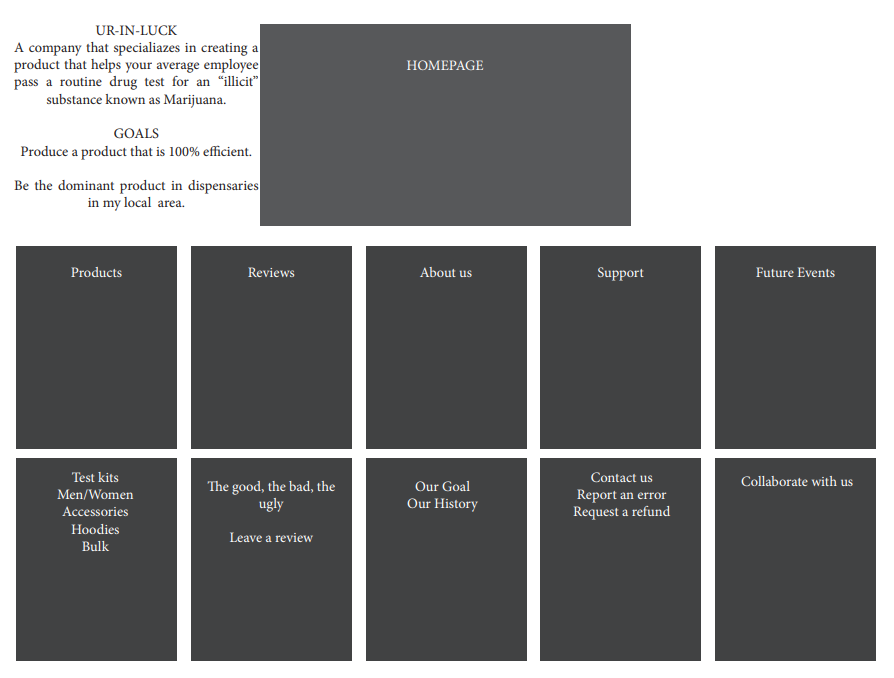 UR-IN-LUCK
A company that specialiazes in creating a
product that helps your average employee
pass a routine drug test for an “illicit”
substance known as Marijuana.
GOALS
Produce a product that is 100% efficient.
Be the dominant product in dispensaries
in my local area.
HOMEPAGE
Products
Reviews
About us
Support
Future Events
Test kits
Men/Women
Accessories
Hoodies
Bulk
The good, the bad, the
ugly
Leave a review
Our Goal
Our History
Contact us
Report an error
Request a refund
Collaborate with us